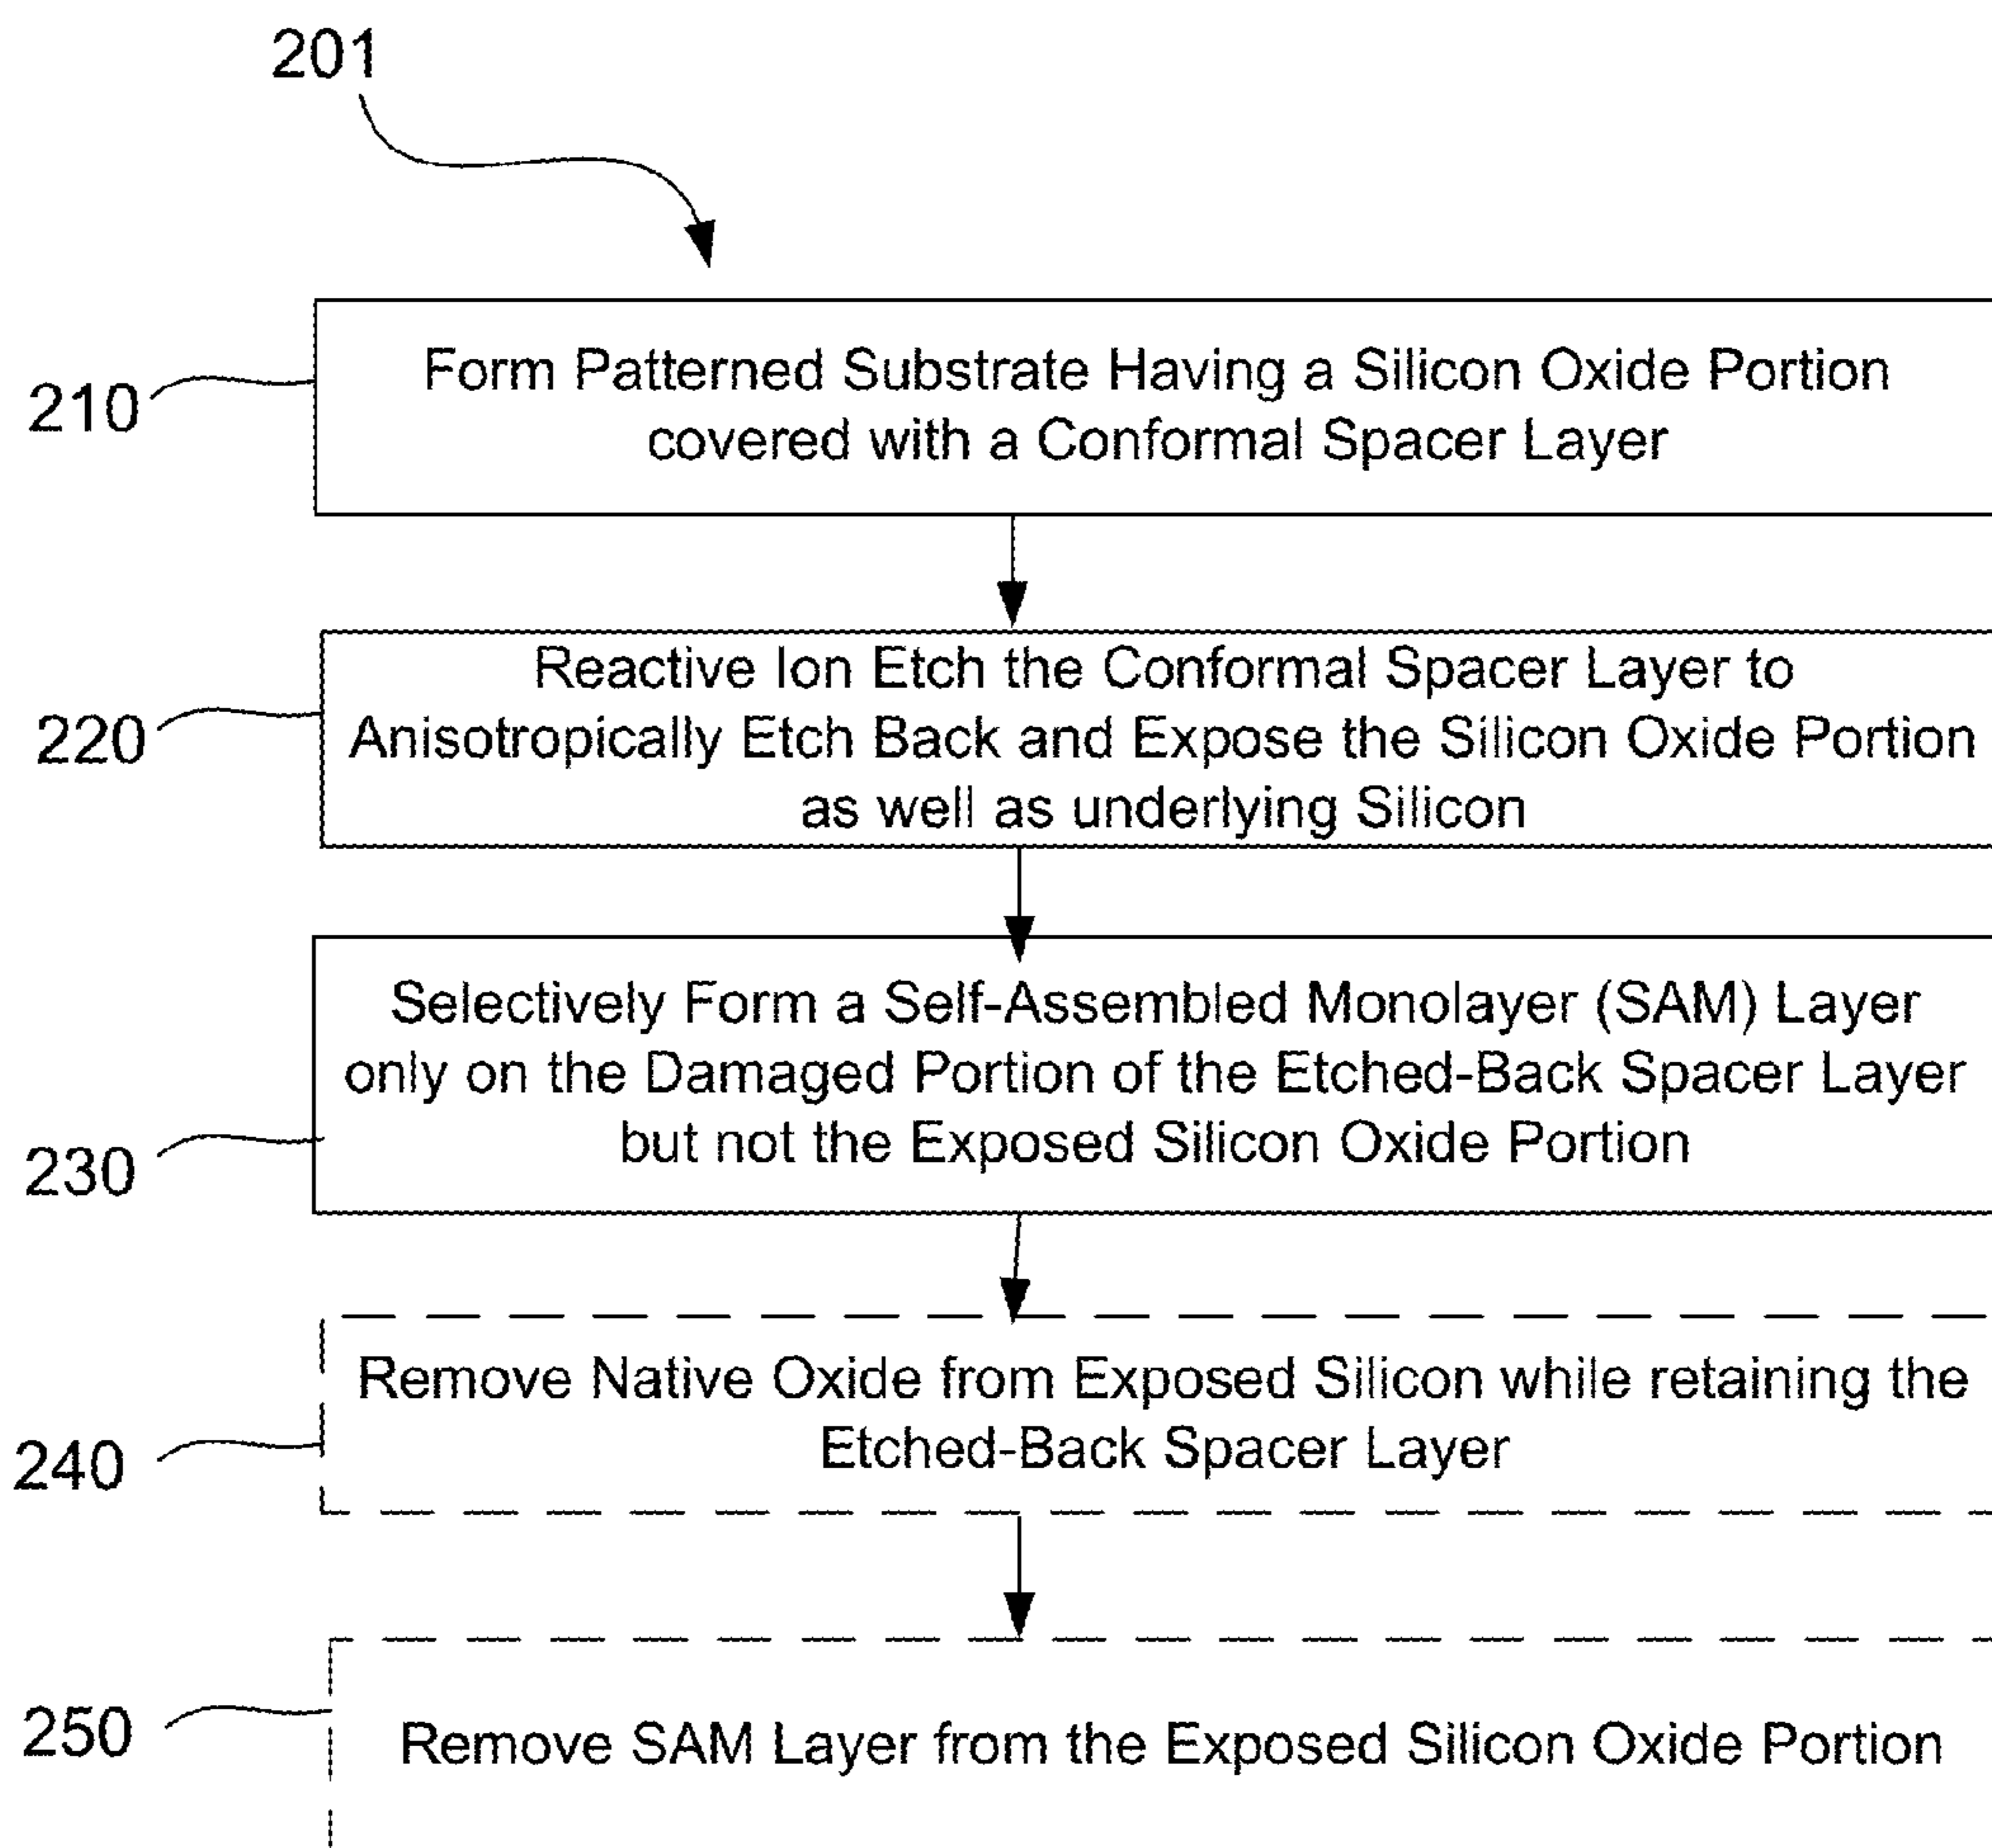 201
210
Form Patterned Substrate Having a Silicon Oxide Portion
covered with a Conformal Spacer Layer
220
Reactive Ion Etch the Conformal Spacer Layer to
Anisotropically Etch Back and Expose the Silicon Oxide Portion
as well as underlying Silicon
230
Selectively Form a Self-Assembled Monolayer (SAM) Layer
only on the Damaged Portion of the Etched-Back Spacer Layer
but not the Exposed Silicon Oxide Portion
240
Remove Native Oxide from Exposed Silicon while retaining the
Etched-Back Spacer Layer
250
Remove SAM Layer from the Exposed Silicon Oxide Portion